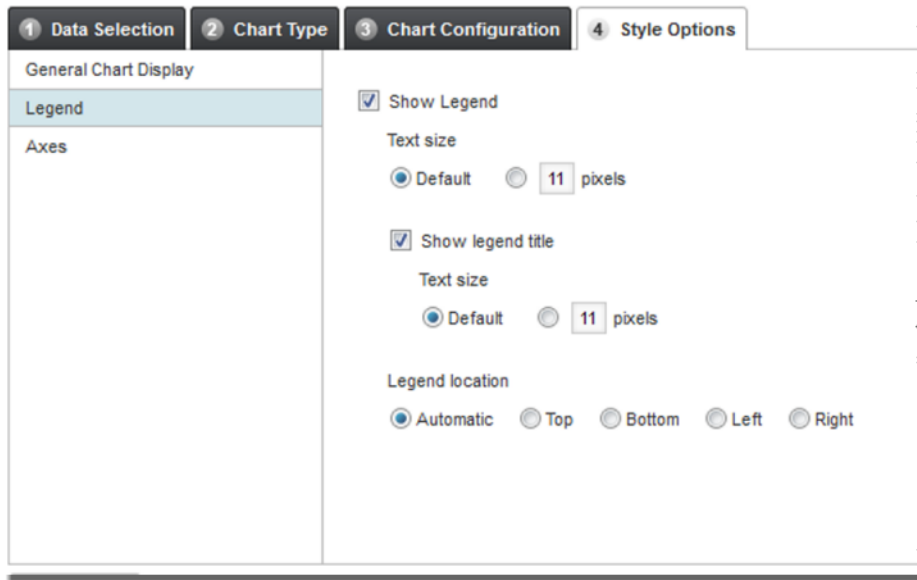 1 Data Selection 2 Chart Type 3 Chart Configuration 4 Style Options
General Chart Display
Legend
Axes
Show Legend
Text size
Default 11 pixels
Show legend title
Text size
Default 11 pixels
Legend location
Automatic Top Bottom Left Right